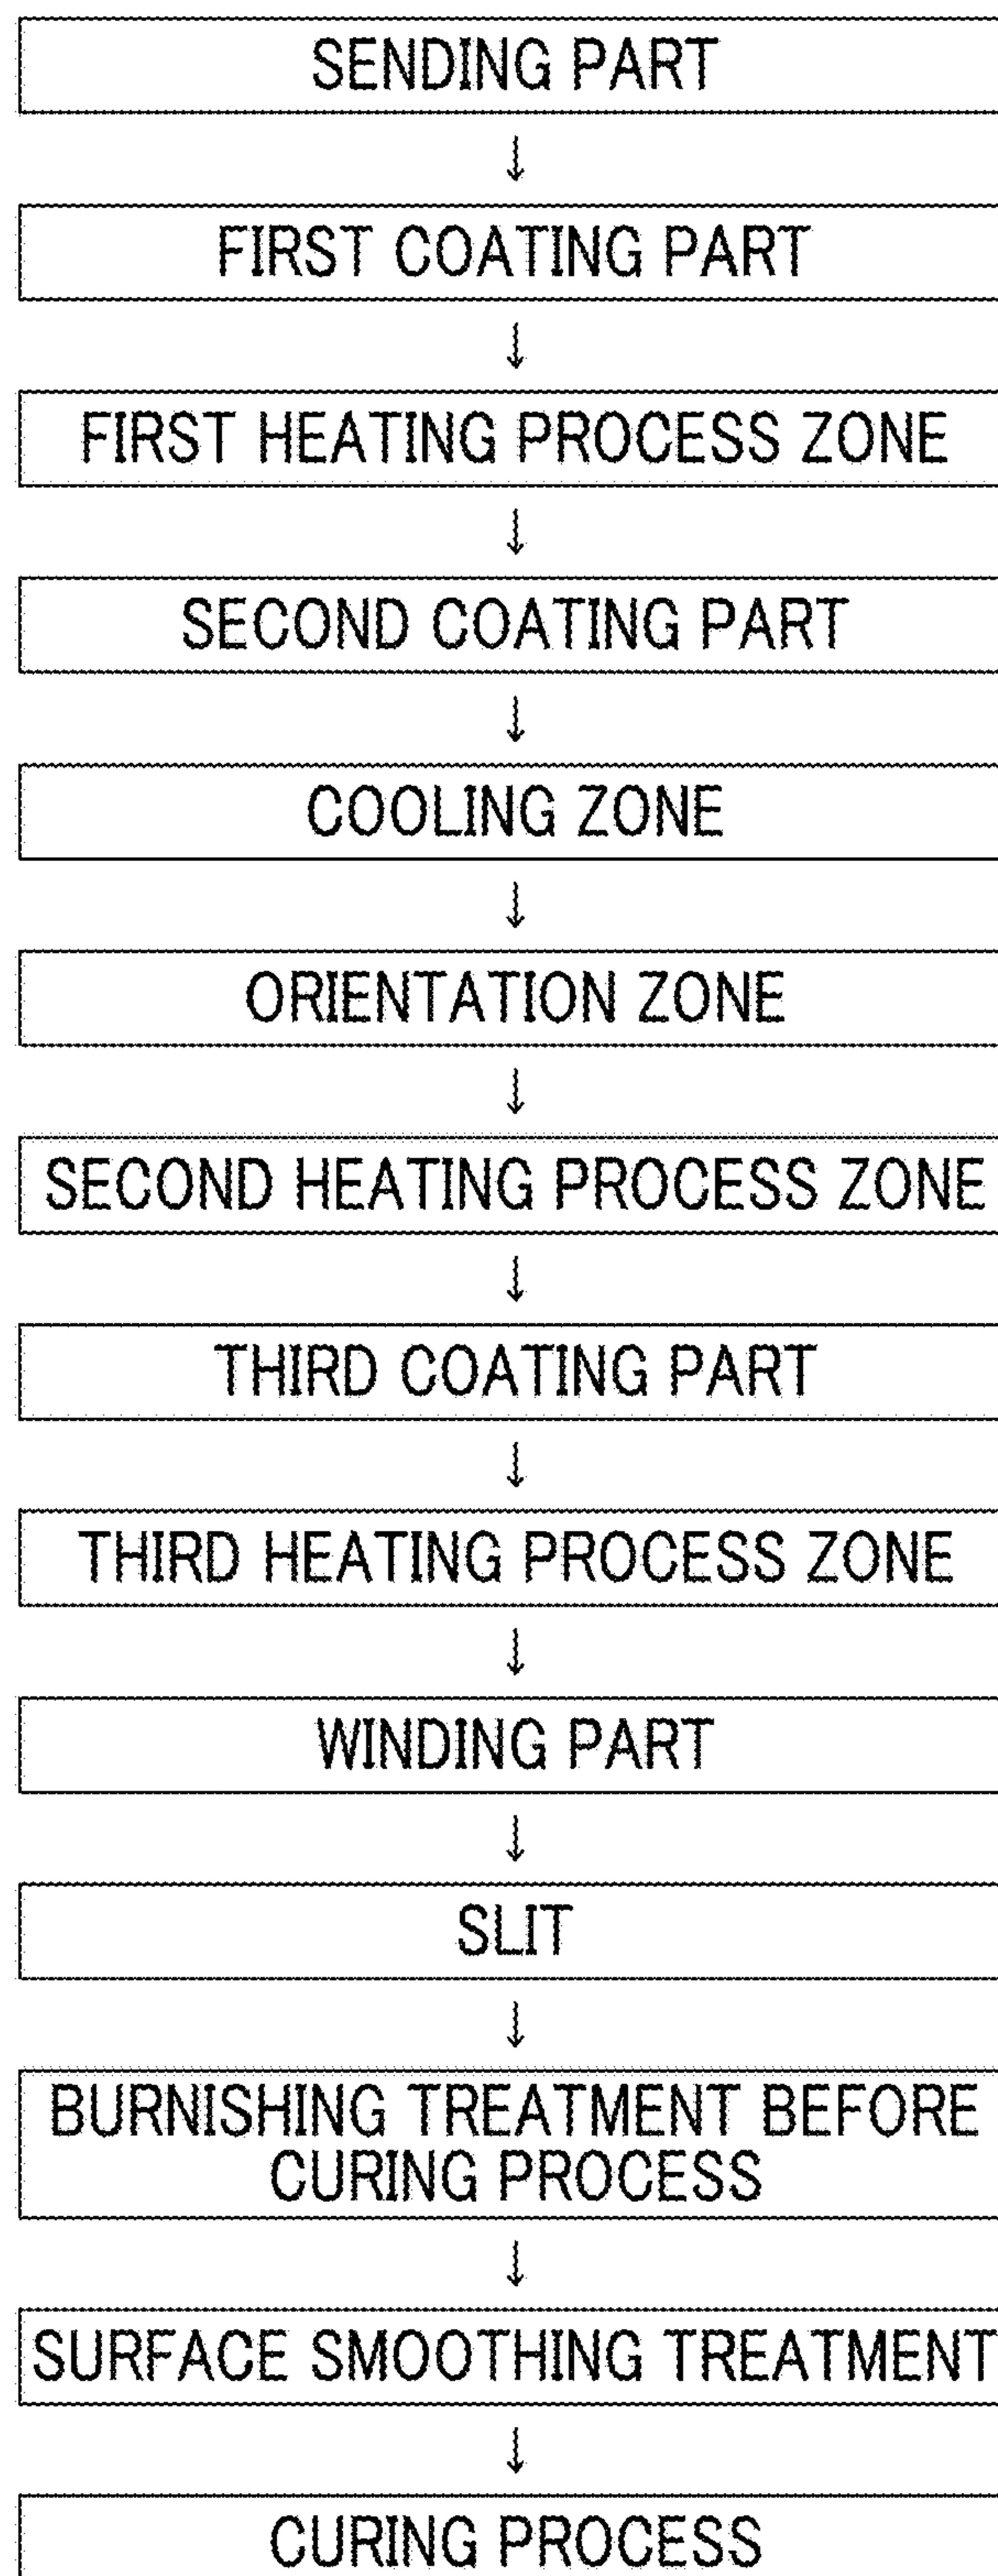 SENDING PART
↓
FIRST COATING PART
↓
FIRST HEATING PROCESS ZONE
↓
SECOND COATING PART
↓
COOLING ZONE
↓
ORIENTATION ZONE
↓
SECOND HEATING PROCESS ZONE
↓
THIRD COATING PART
↓
THIRD HEATING PROCESS ZONE
↓
WINDING PART
↓
SLIT
↓
BURNISHING TREATMENT BEFORE
CURING PROCESS
↓
SURFACE SMOOTHING TREATMENT
↓
CURING PROCESS